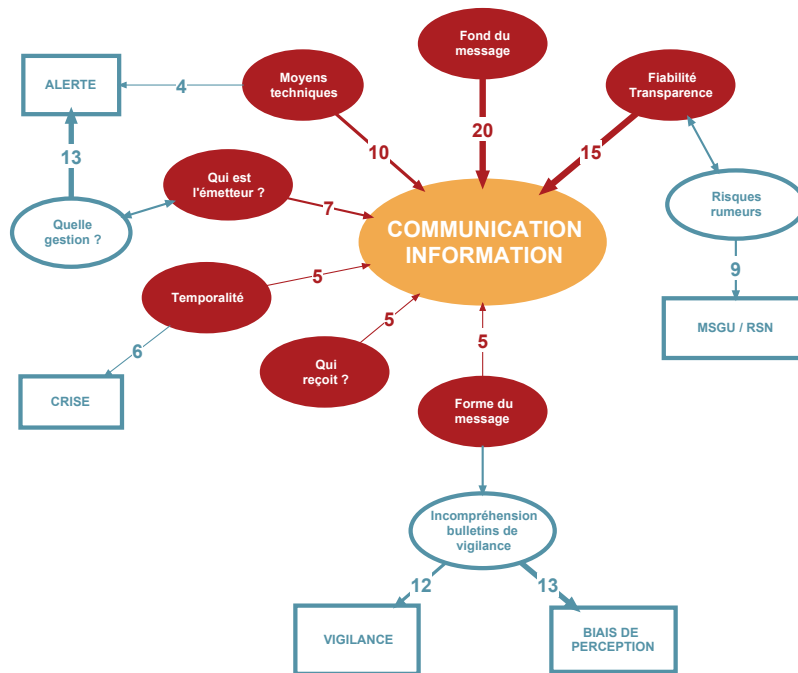 Fond du
message
ALERTE
4
Moyens
techniques
Fiabilité
Transparence
20
10
15
13
Qui est
l'émetteur ?
7
Quelle
gestion ?
Risques
rumeurs
COMMUNICATION
INFORMATION
9
Temporalité
5
MSGU / RSN
5
5
6
Qui
reçoit ?
CRISE
Forme du
message
Incompréhension
bulletins de
vigilance
12
13
VIGILANCE
BIAIS DE
PERCEPTION